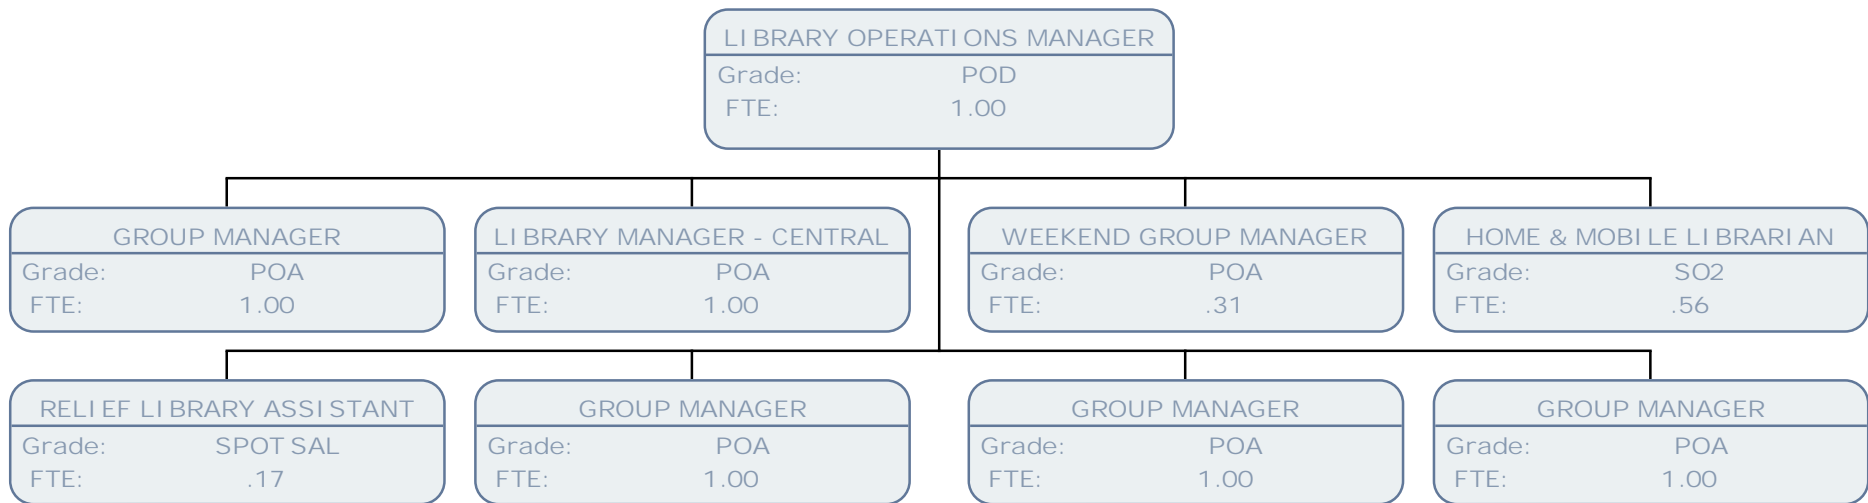 LIBRARY OPERATIONS MANAGER
Grade: POD
FTE: 1.00
GROUP MANAGER
Grade: POA
FTE: 1.00
LIBRARY MANAGER - CENTRAL
Grade: POA
FTE: 1.00
WEEKEND GROUP MANAGER
Grade: POA
FTE: .31
HOME & MOBILE LIBRARIAN
Grade: SO2
FTE: .56
RELIEF LIBRARY ASSISTANT
Grade: SPOT SAL
FTE: .17
GROUP MANAGER
Grade: POA
FTE: 1.00
GROUP MANAGER
Grade: POA
FTE: 1.00
GROUP MANAGER
Grade: POA
FTE: 1.00